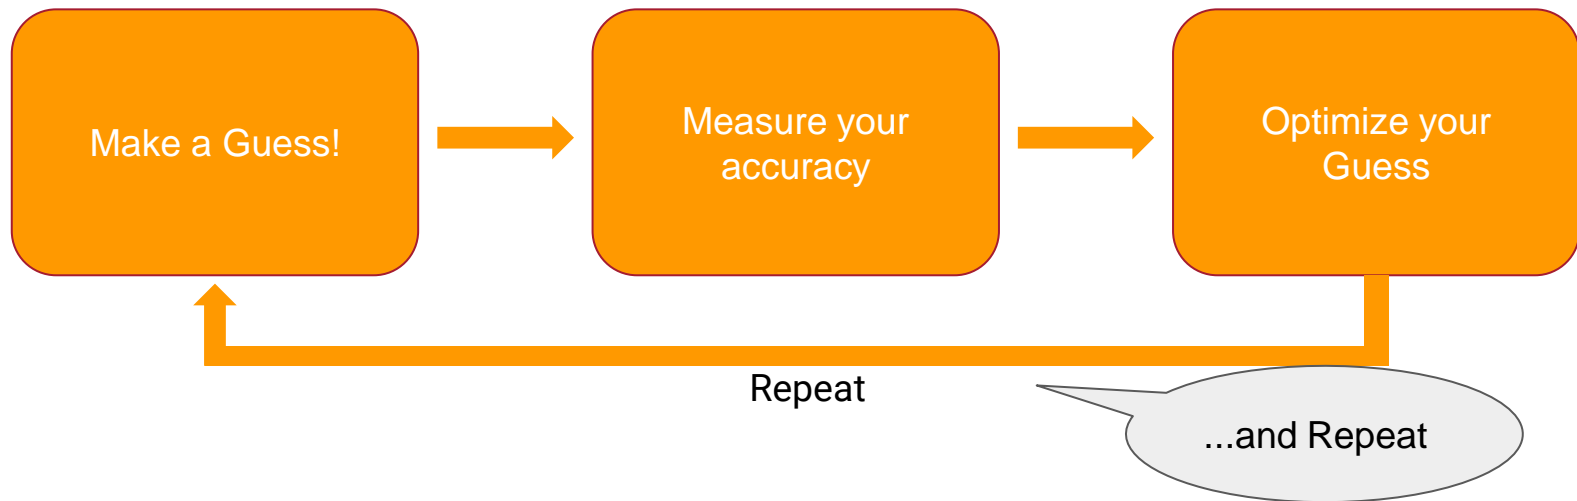 Make a Guess!
Measure your
accuracy
Optimize your
Guess
Repeat
...and Repeat